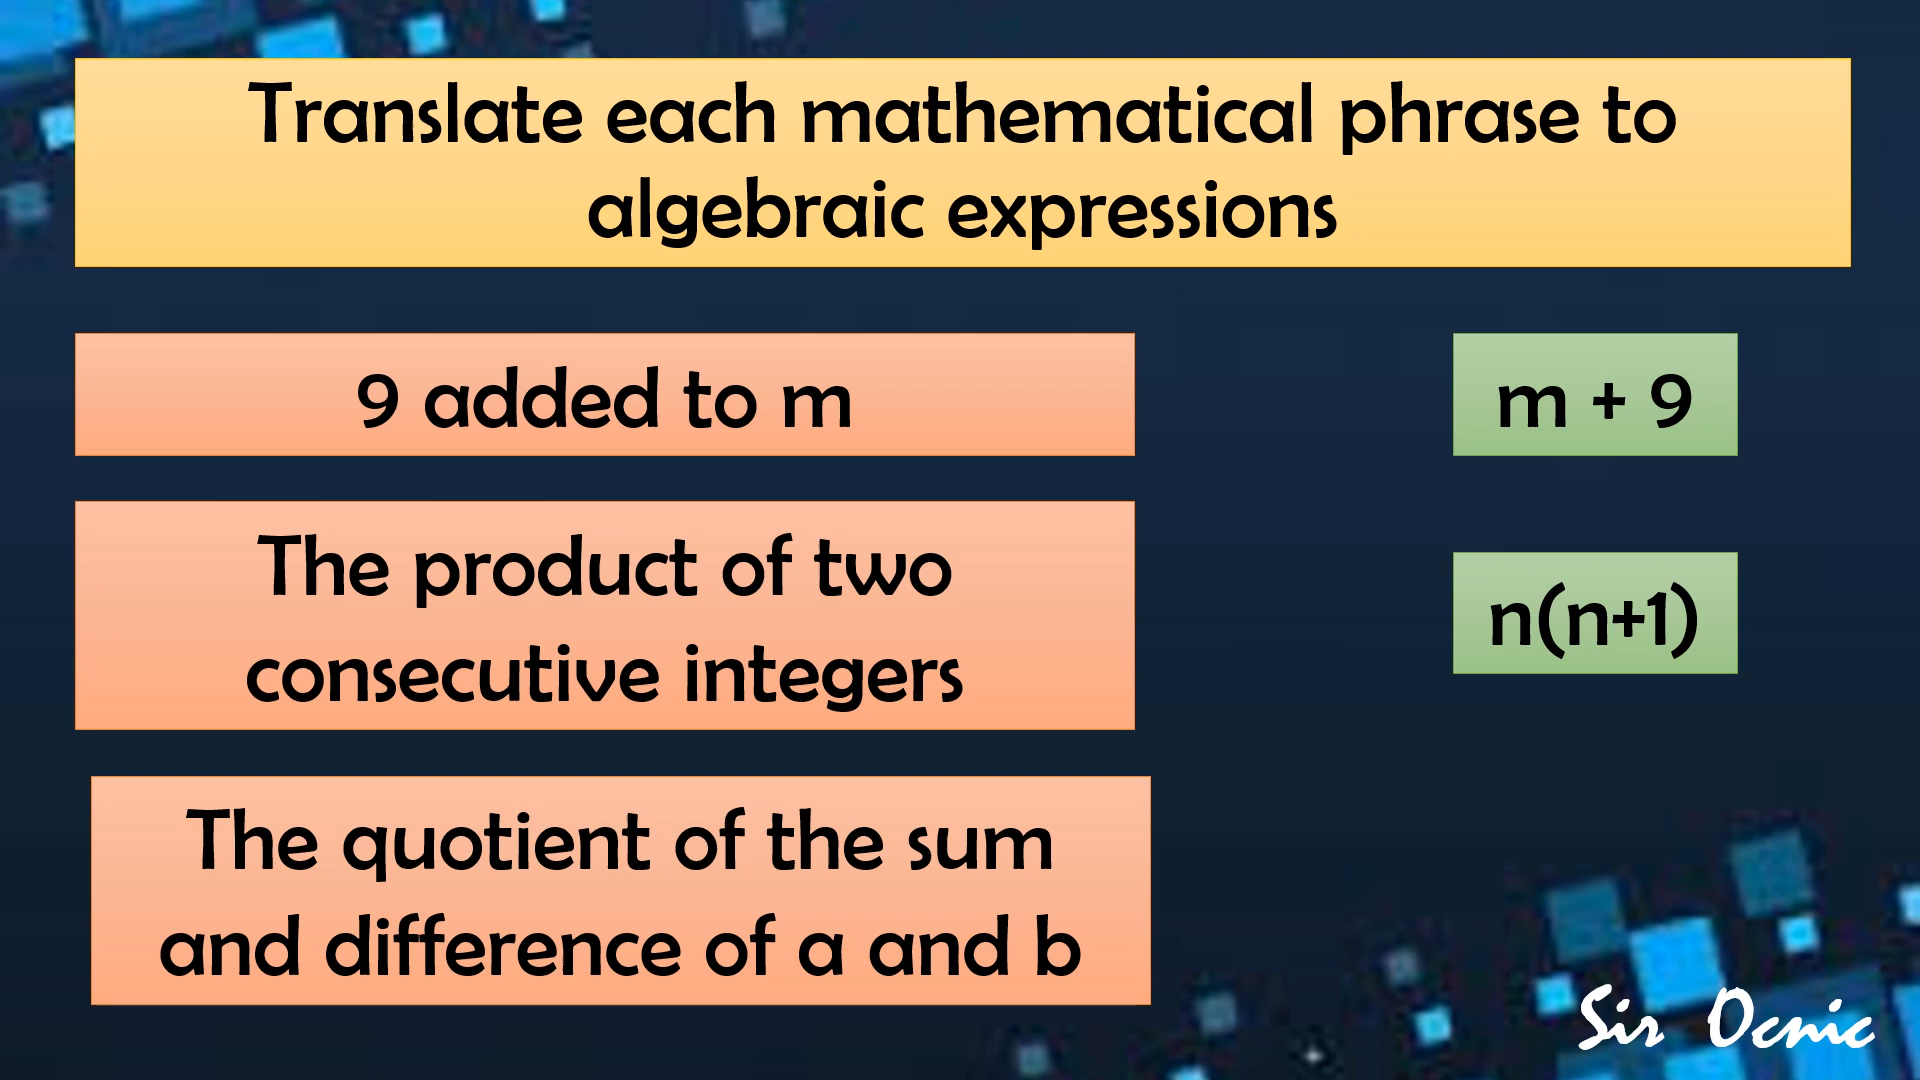 Translate each mathematical phrase to
algebraic expressions
9 added to m
m + 9
The product of two
consecutive integers
n(n+1)
The quotient of the sum
and difference of a and b
Sir Ocnic